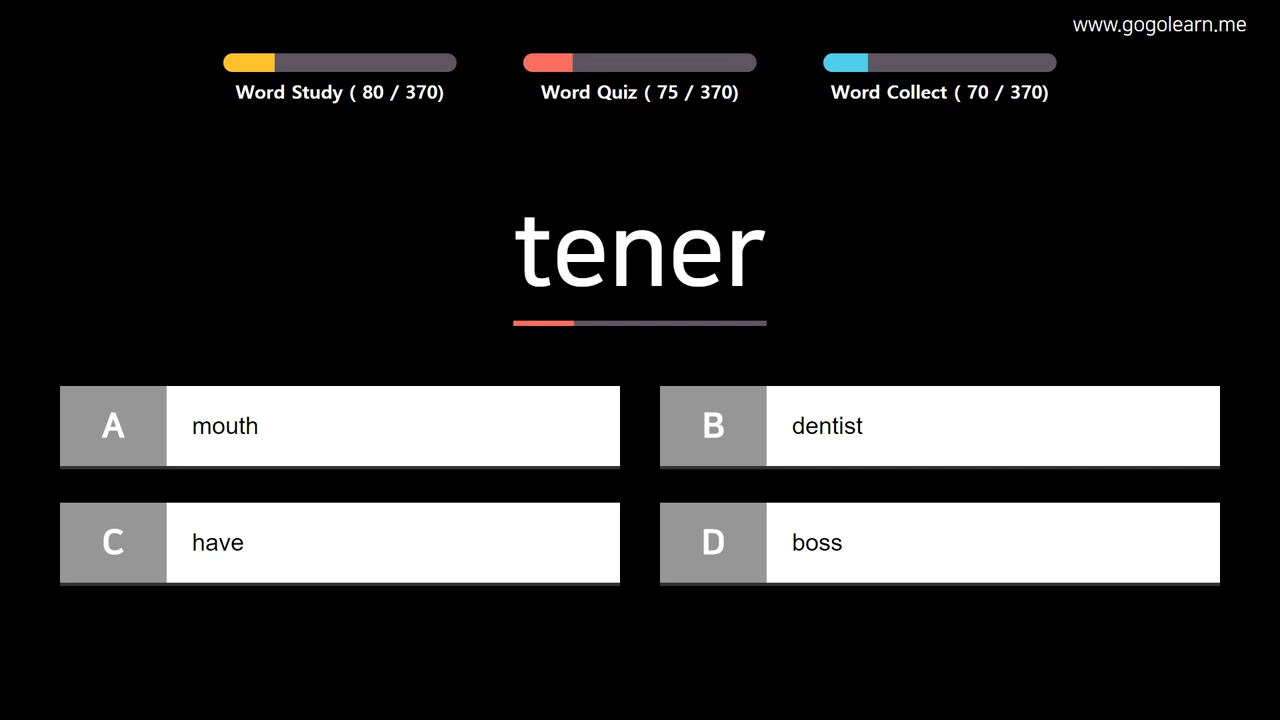 www.gogolearn.me
Word Study ( 80 / 370)
Word Quiz ( 75 / 370)
Word Collect ( 70 / 370)
tener
A mouth
B dentist
C have
D boss